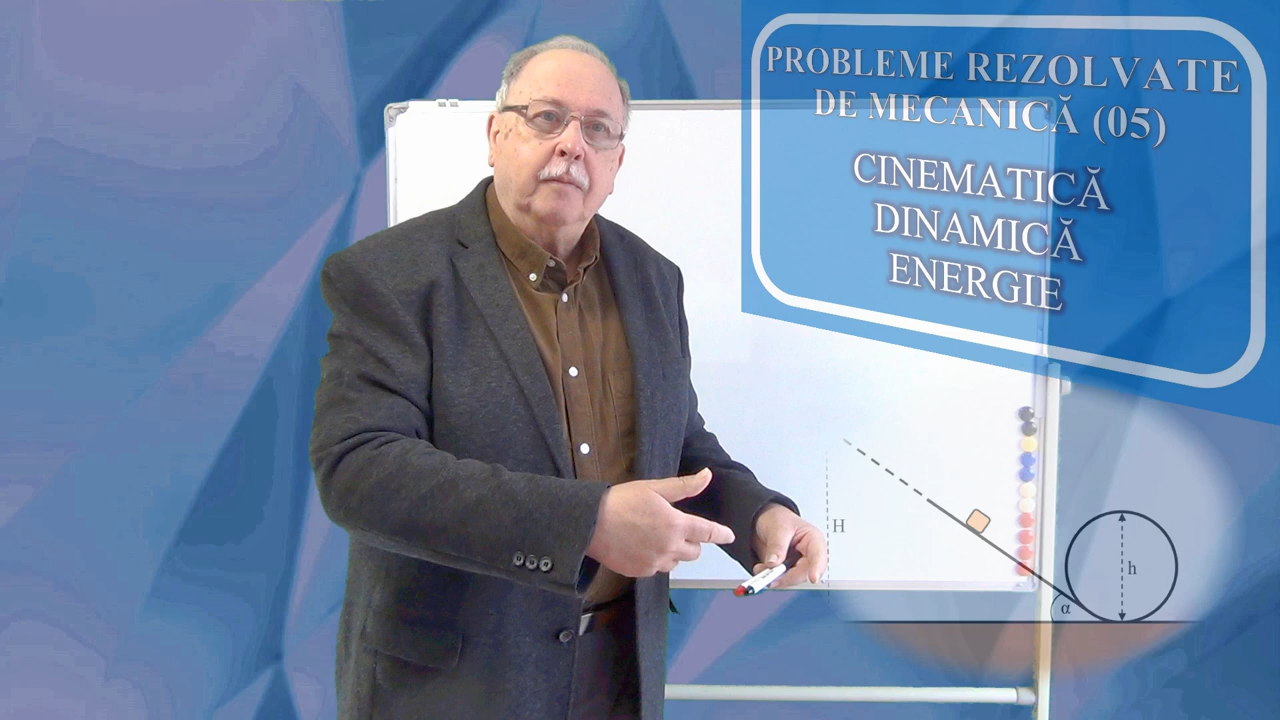 PROBLEME REZOLVATE
DE MECANICĂ (05)
CINEMATICĂ
DINAMICĂ
ENERGIE
H
h
α